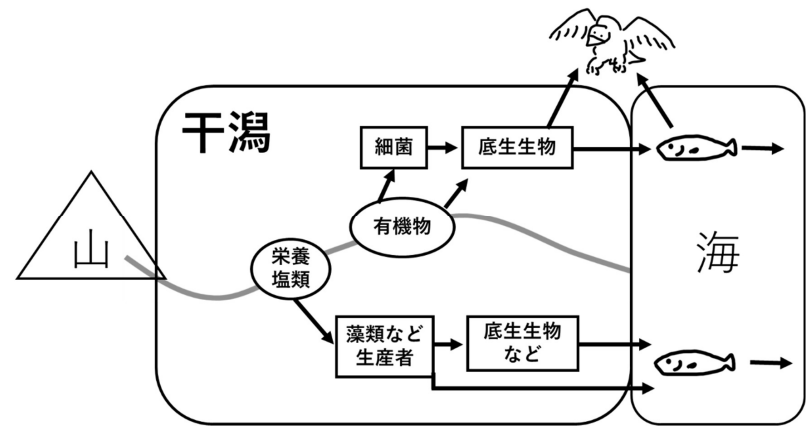 干潟
細菌
底生生物
有機物
山
栄養
塩類
海
藻類など
生産者
底生生物
など